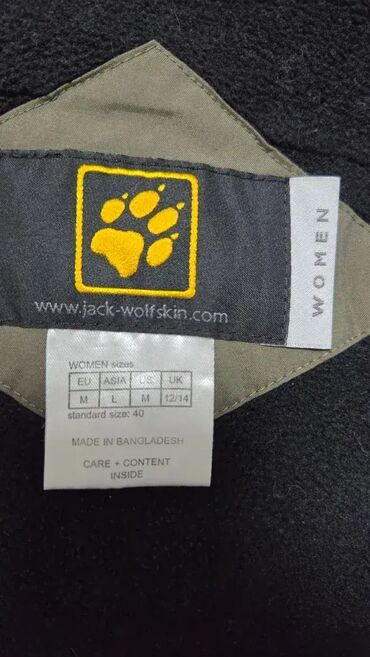 www.jack-wolfskin.com
WOMEN
WOMEN sizes
EU ASIA US UK
M L M 12/14
standard size: 40
MADE IN BANGLADESH
CARE + CONTENT
INSIDE